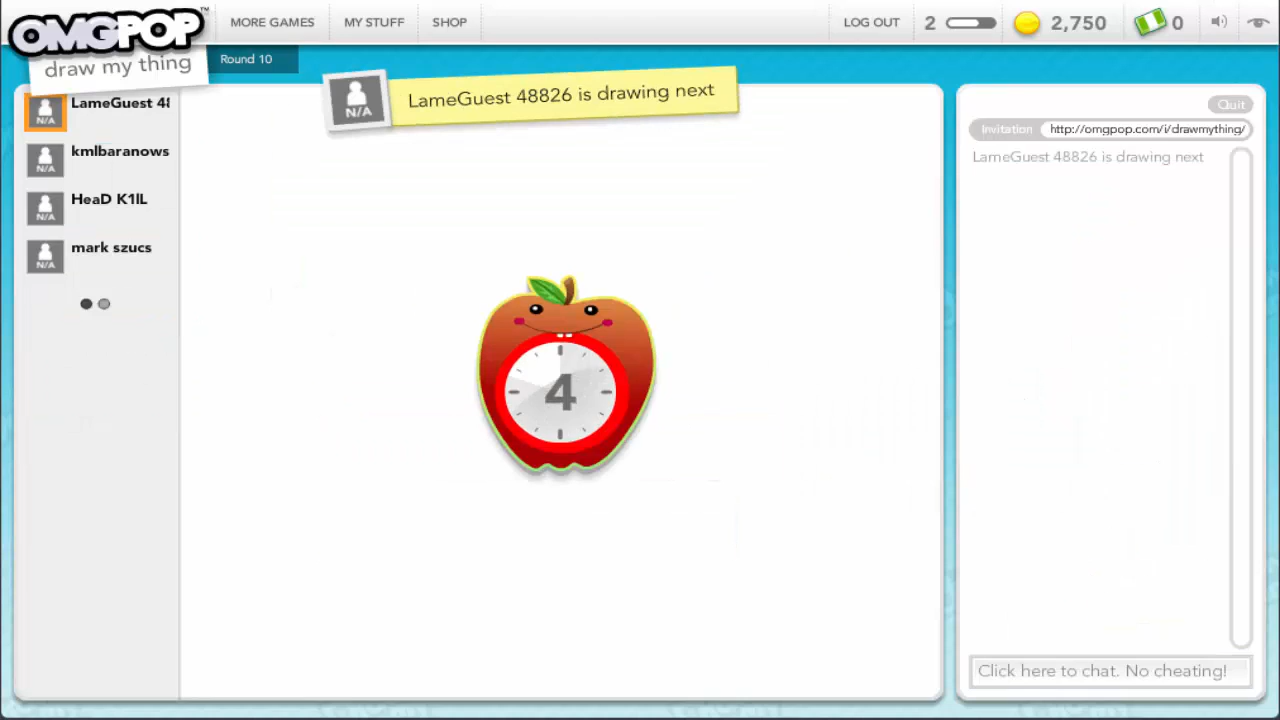 OMGPOP™
draw my thing
MORE GAMES
MY STUFF
SHOP
LOG OUT
2
2,750
0
Round 10
LameGuest 48826 is drawing next
N/A
N/A
LameGuest 48
N/A
kmlbaranows
N/A
HeaD K1lL
N/A
mark szucs
N/A
4
Quit
Invitation
http://omgpop.com/i/drawmything/
LameGuest 48826 is drawing next
Click here to chat. No cheating!